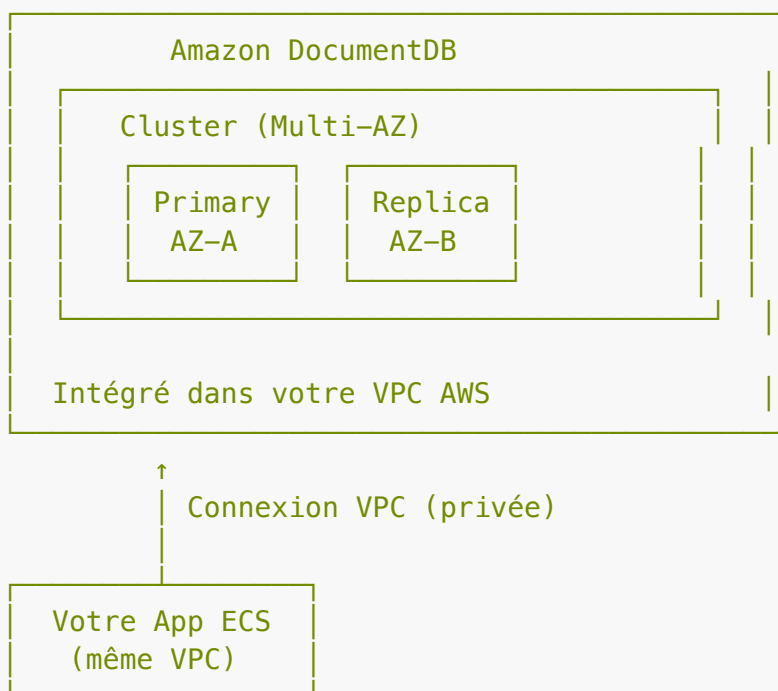 Amazon DocumentDB
Cluster (Multi-AZ)
Primary Replica
AZ-A AZ-B
Intégré dans votre VPC AWS
↑
Connexion VPC (privée)
Votre App ECS
(même VPC)